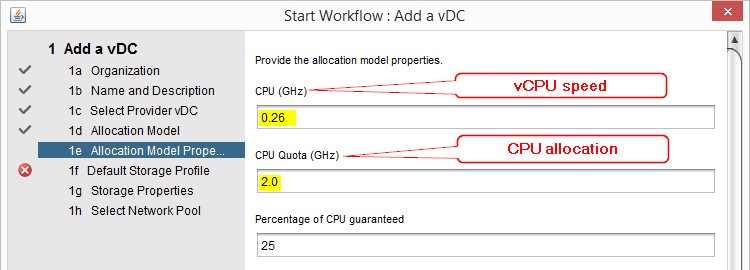 Start Workflow : Add a vDC
1 Add a vDC
1a Organization
1b Name and Description
1c Select Provider vDC
1d Allocation Model
1e Allocation Model Prope...
1f Default Storage Profile
1g Storage Properties
1h Select Network Pool
Provide the allocation model properties.
CPU (GHz)
vCPU speed
0.26
CPU Quota (GHz)
CPU allocation
2.0
Percentage of CPU guaranteed
25